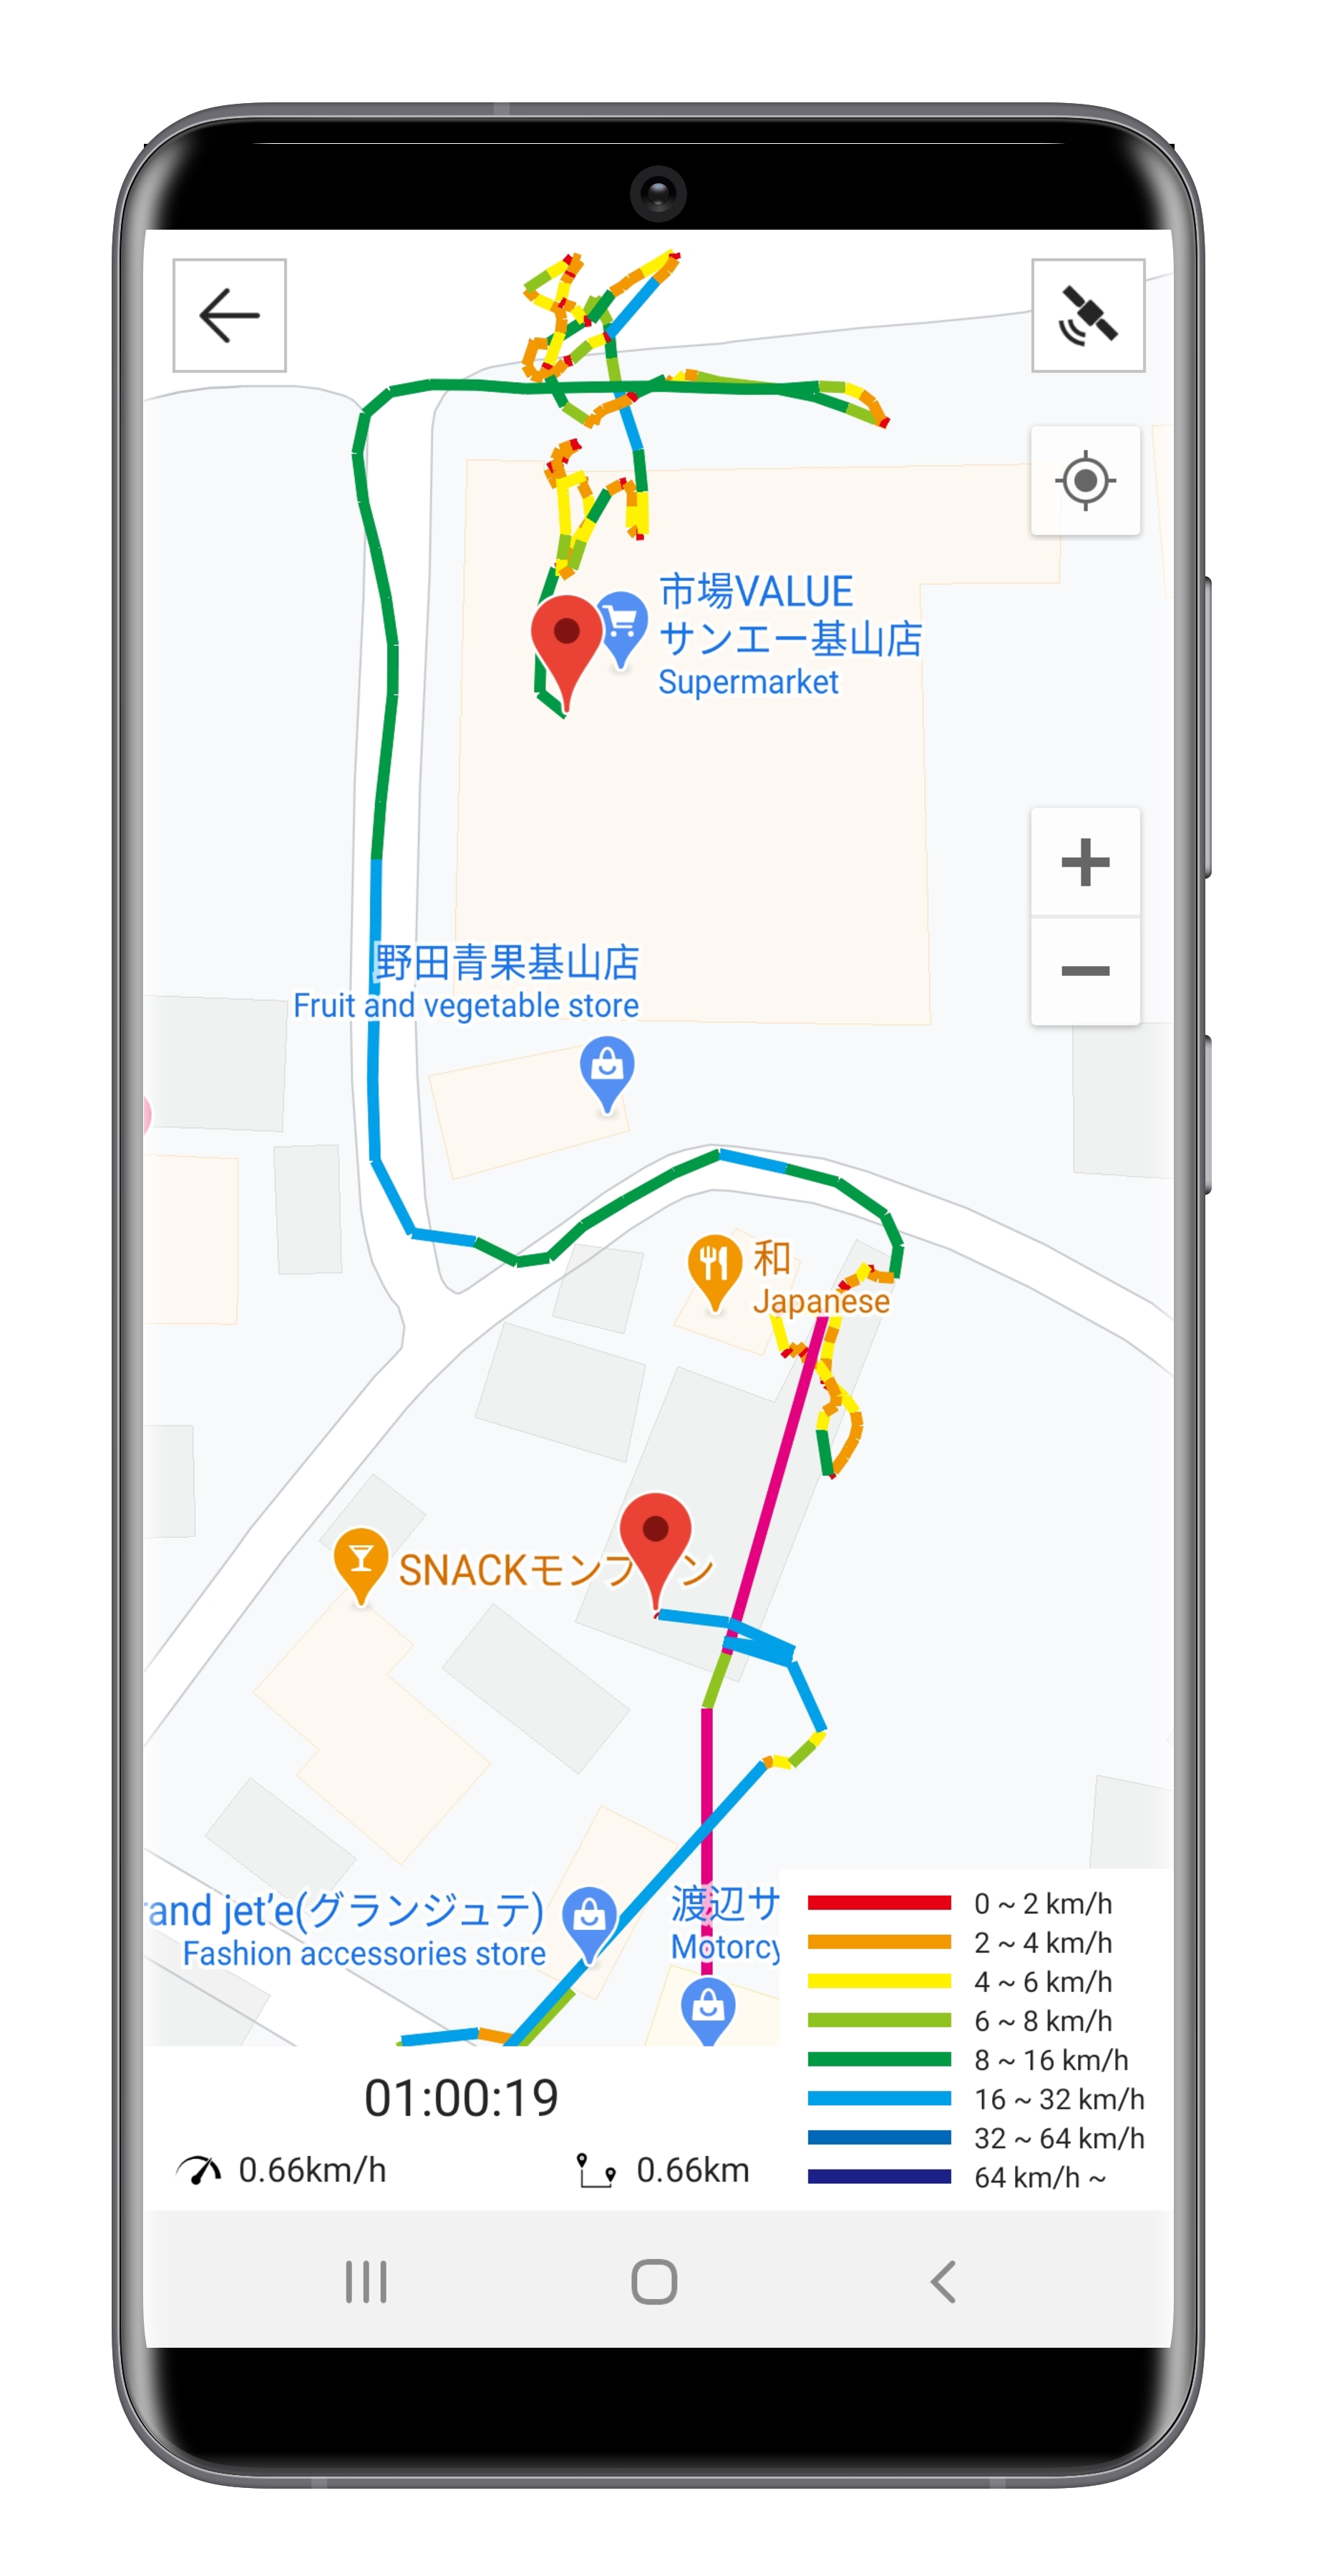 市場VALUE
サンエー基山店
Supermarket
野田青果基山店
Fruit and vegetable store
和
Japanese
SNACKモンブラン
and jet'e(グランジュテ)
Fashion accessories store
渡辺サ
Motorcy
0 ~ 2 km/h
2 ~ 4 km/h
4 ~ 6 km/h
6 ~ 8 km/h
8 ~ 16 km/h
16 ~ 32 km/h
32 ~ 64 km/h
64 km/h ~
01:00:19
0.66km/h
0.66km